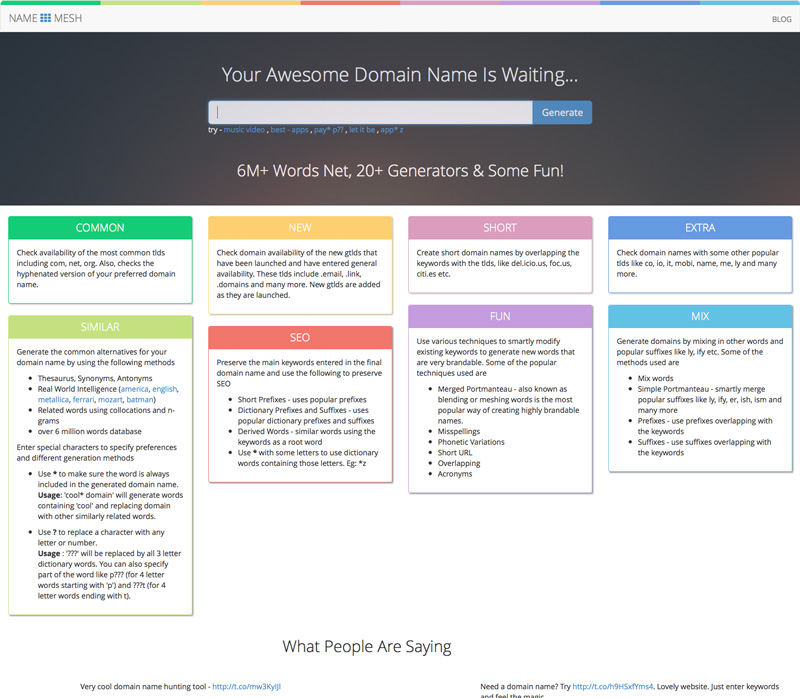 NAME MESH
BLOG
Your Awesome Domain Name Is Waiting...
Generate
try - music video , best - apps , pay* p?? , let it be , app* z
6M+ Words Net, 20+ Generators & Some Fun!
COMMON
Check availability of the most common tlds
including com, net, org. Also, checks the
hyphenated version of your preferred domain
name.
SIMILAR
Generate the common alternatives for your
domain name by using the following methods
Thesaurus, Synonyms, Antonyms
Real World Intelligence (america, english,
metallica, ferrari, mozart, batman)
Related words using collocations and n-
grams
over 6 million words database
Enter special characters to specify preferences
and different generation methods
Use * to make sure the word is always
included in the generated domain name.
Usage: 'cool* domain' will generate words
containing 'cool' and replacing domain
with other similarly related words.
Use ? to replace a character with any
letter or number.
Usage : '???' will be replaced by all 3 letter
dictionary words. You can also specify
part of the word like p??? (for 4 letter
words starting with 'p') and ???t (for 4
letter words ending with t).
NEW
Check domain availability of the new gtlds that
have been launched and have entered general
availability. These tlds include .email, .link,
.domains and many more. New gtlds are added
as they are launched.
SEO
Preserve the main keywords entered in the final
domain name and use the following to preserve
SEO
Short Prefixes - uses popular prefixes
Dictionary Prefixes and Suffixes - uses
popular dictionary prefixes and suffixes
Derived Words - similar words using the
keywords as a root word
Use * with some letters to use dictionary
words containing those letters. Eg: *z
SHORT
Create short domain names by overlapping the
keywords with the tlds, like del.icio.us, foc.us,
citi.es etc.
FUN
Use various techniques to smartly modify
existing keywords to generate new words that
are very brandable. Some of the popular
techniques used are
Merged Portmanteau - also known as
blending or meshing words is the most
popular way of creating highly brandable
names.
Misspellings
Phonetic Variations
Short URL
Overlapping
Acronyms
EXTRA
Check domain names with some other popular
tlds like co, io, it, mobi, name, me, ly and many
more.
MIX
Generate domains by mixing in other words and
popular suffixes like ly, ify etc. Some of the
methods used are
Mix words
Simple Portmanteau - smartly merge
popular suffixes like ly, ify, er, ish, ism and
many more
Prefixes - use prefixes overlapping with
the keywords
Suffixes - use suffixes overlapping with
the keywords
What People Are Saying
Very cool domain name hunting tool - http://t.co/mw3KyiJl
Need a domain name? Try http://t.co/h9HSxfYms4. Lovely website. Just enter keywords
and feel the magic